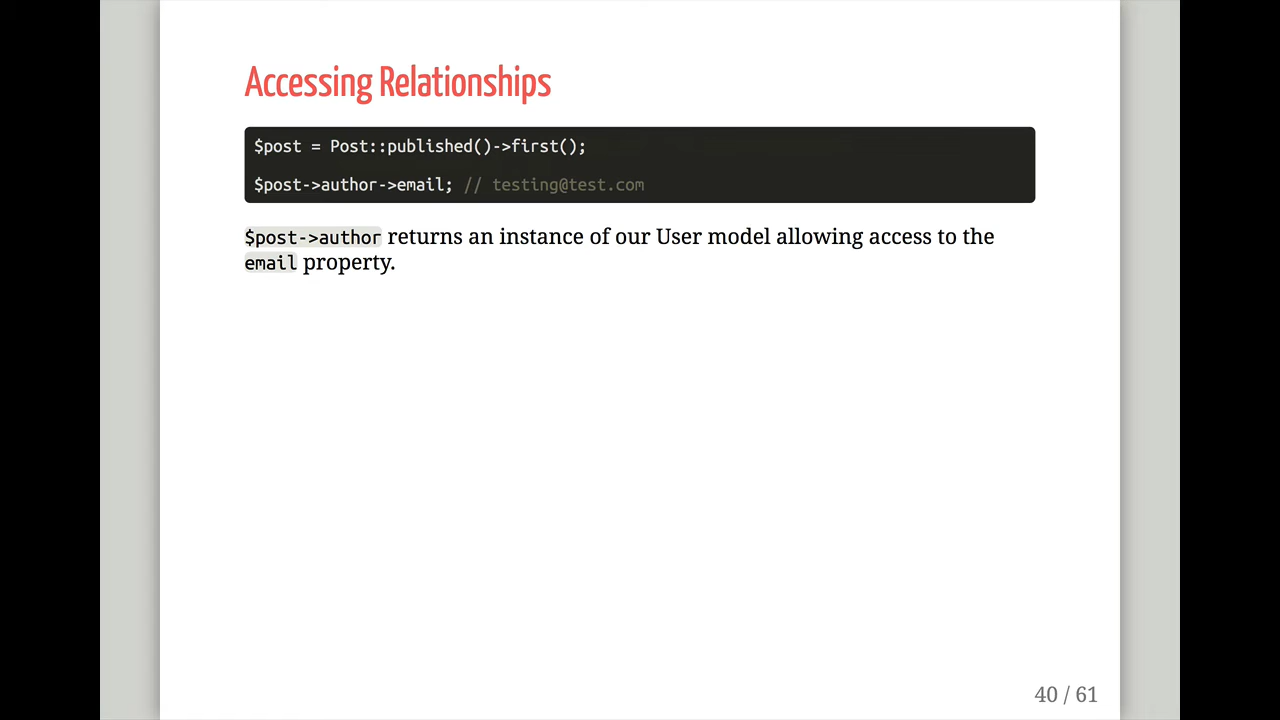 Accessing Relationships
$post = Post::published()->first();
$post->author->email; // testing@test.com
$post->author returns an instance of our User model allowing access to the
email property.
40 / 61